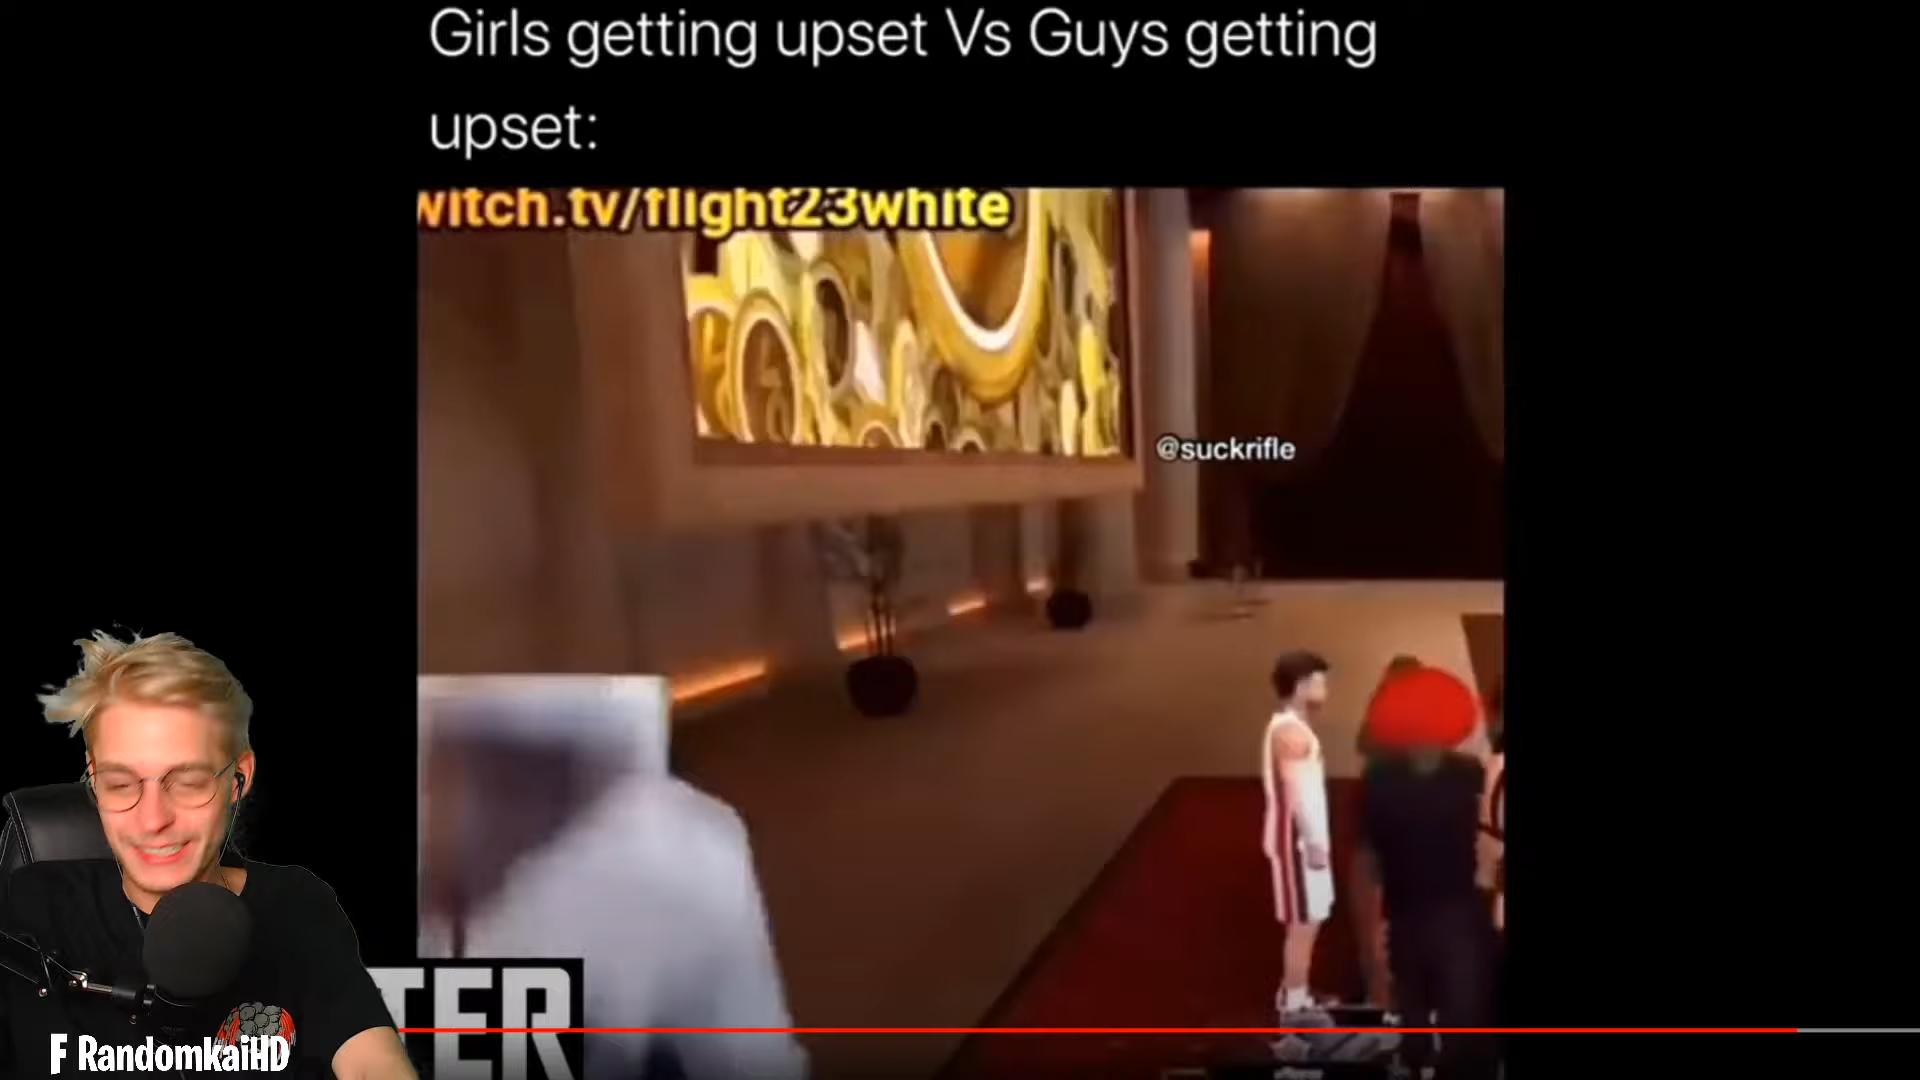 Girls getting upset Vs Guys getting
upset:
witch.tv/flight23white
@suckrifle
TER
F RandomkaiHD